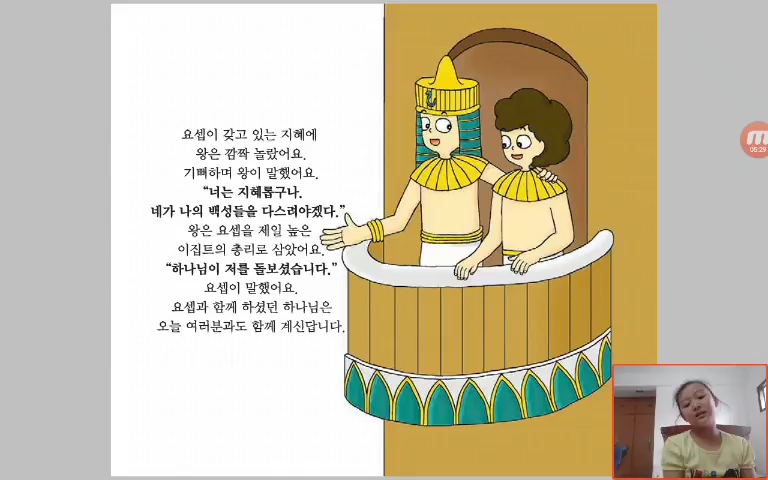 요셉이 갖고 있는 지혜에
왕은 깜짝 놀랐어요.
기뻐하며 왕이 말했어요.
“너는 지혜롭구나.
네가 나의 백성들을 다스려야겠다.”
왕은 요셉을 제일 높은
이집트의 총리로 삼았어요.
“하나님이 저를 돌보셨습니다.”
요셉이 말했어요.
요셉과 함께 하셨던 하나님은
오늘 여러분과도 함께 계신답니다.
05:29